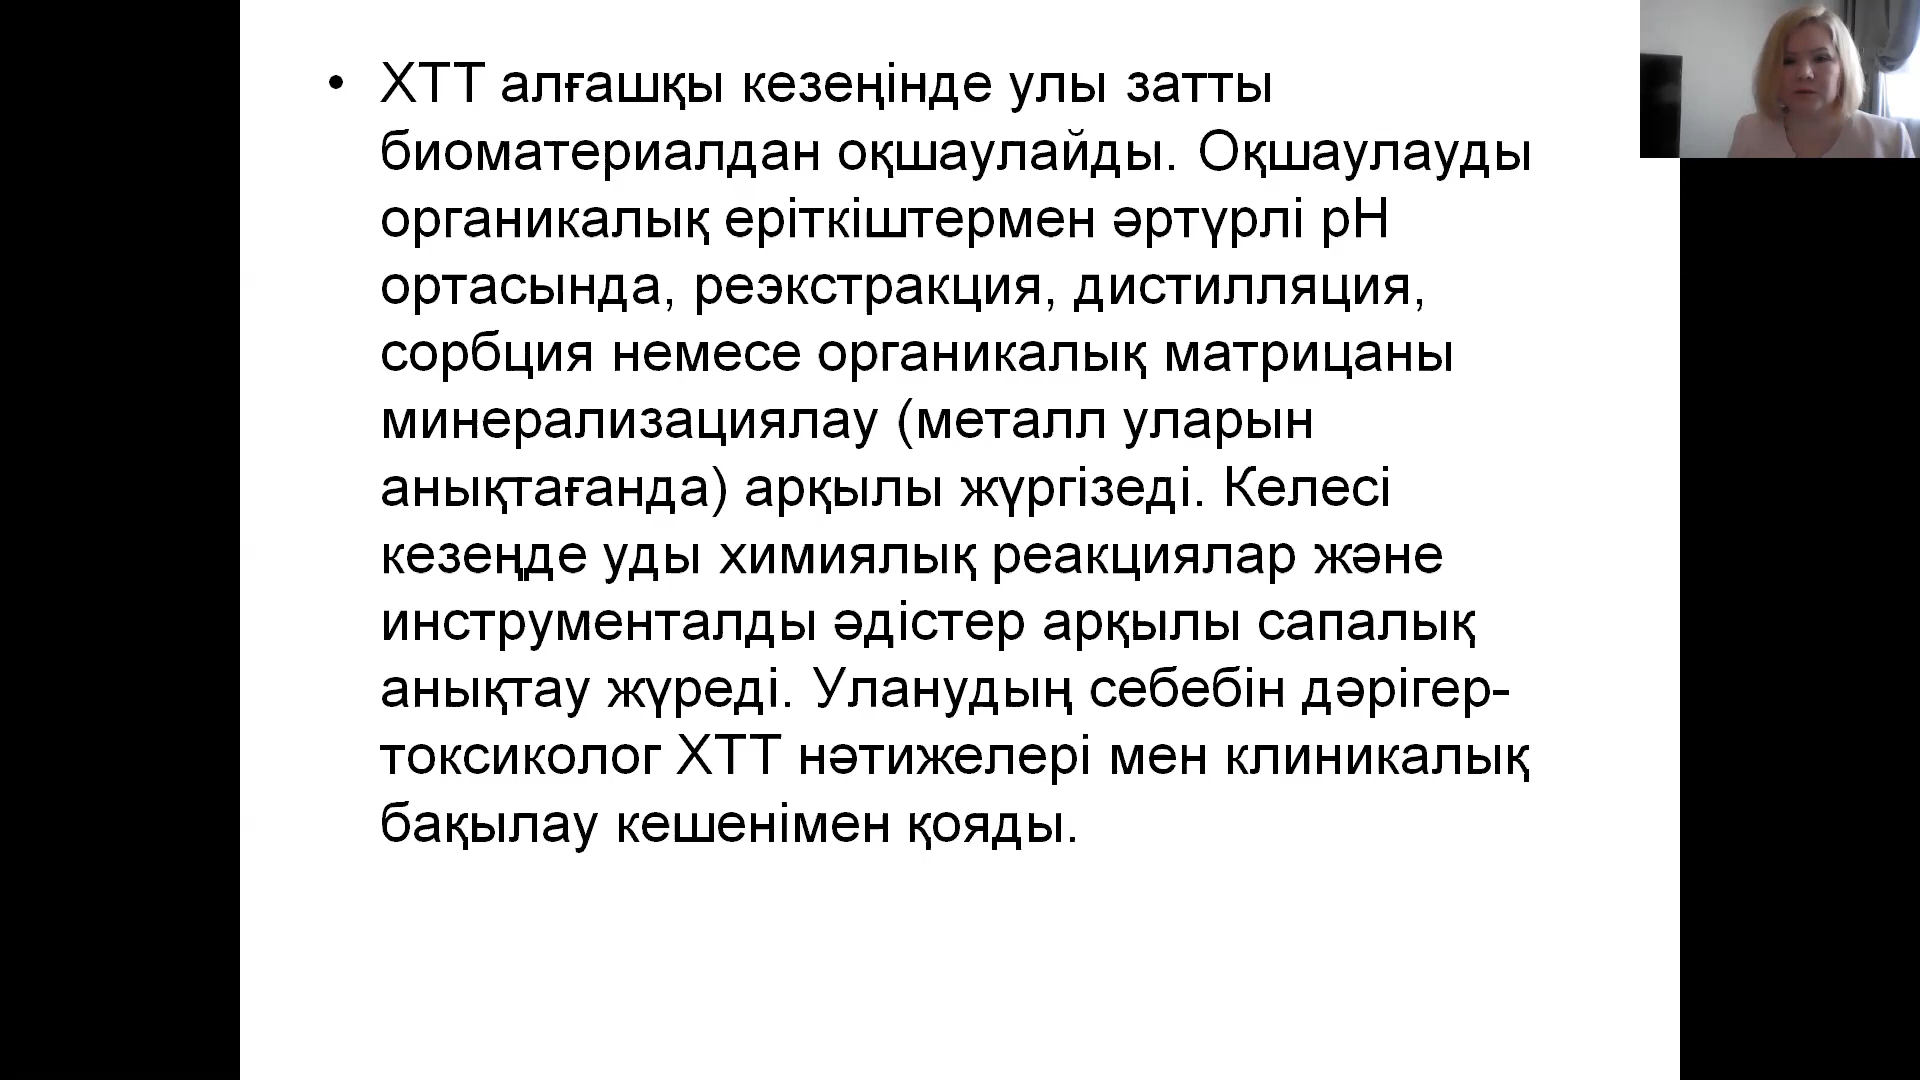 • ХТТ алғашқы кезеңінде улы затты
биоматериалдан оқшаулайды. Оқшаулауды
органикалық еріткіштермен әртүрлі рН
ортасында, реэкстракция, дистилляция,
сорбция немесе органикалық матрицаны
минерализациялау (металл уларын
анықтағанда) арқылы жүргізеді. Келесі
кезеңде уды химиялық реакциялар және
инструменталды әдістер арқылы сапалық
анықтау жүреді. Уланудың себебін дәрігер-
токсиколог ХТТ нәтижелері мен клиникалық
бақылау кешенімен қояды.